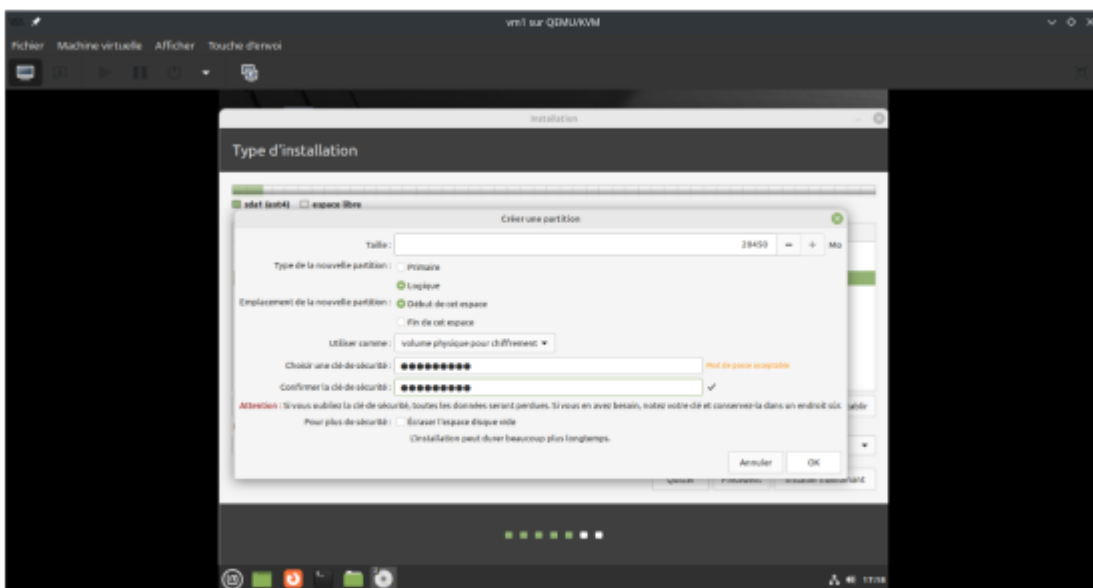 vm1 sur QEMU/KVM
Fichier Machine virtuelle Afficher Touche d'envoi
Installation
Type d'installation
sda1 (ext4) espace libre
Créer une partition
Taille : 28450 Mo
Type de la nouvelle partition : Primaire
Logique
Emplacement de la nouvelle partition : Début de cet espace
Fin de cet espace
Utiliser comme : volume physique pour chiffrement
Choisir une clé de sécurité : Mot de passe acceptable
Confirmer la clé de sécurité :
Attention : Si vous oubliez la clé de sécurité, toutes les données seront perdues. Si vous en avez besoin, notez votre clé et conservez-la dans un endroit sûr.
Pour plus de sécurité : Écraser l'espace disque vide
L'installation peut durer beaucoup plus longtemps.
Annuler OK
17:18